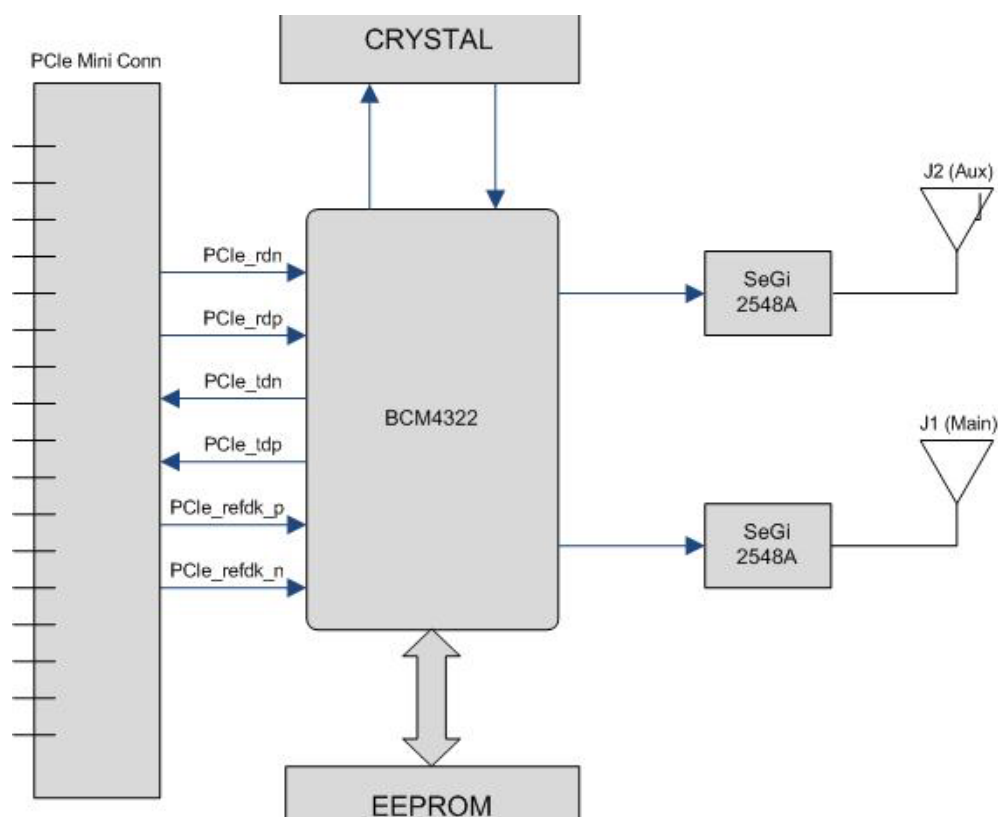 CRYSTAL
PCIe Mini Conn
J2 (Aux)
PCIe_rdn
SeGi
2548A
PCIe_rdp
PCIe_tdn
BCM4322
J1 (Main)
PCIe_tdp
PCIe_refdk_p
SeGi
2548A
PCIe_refdk_n
EEPROM